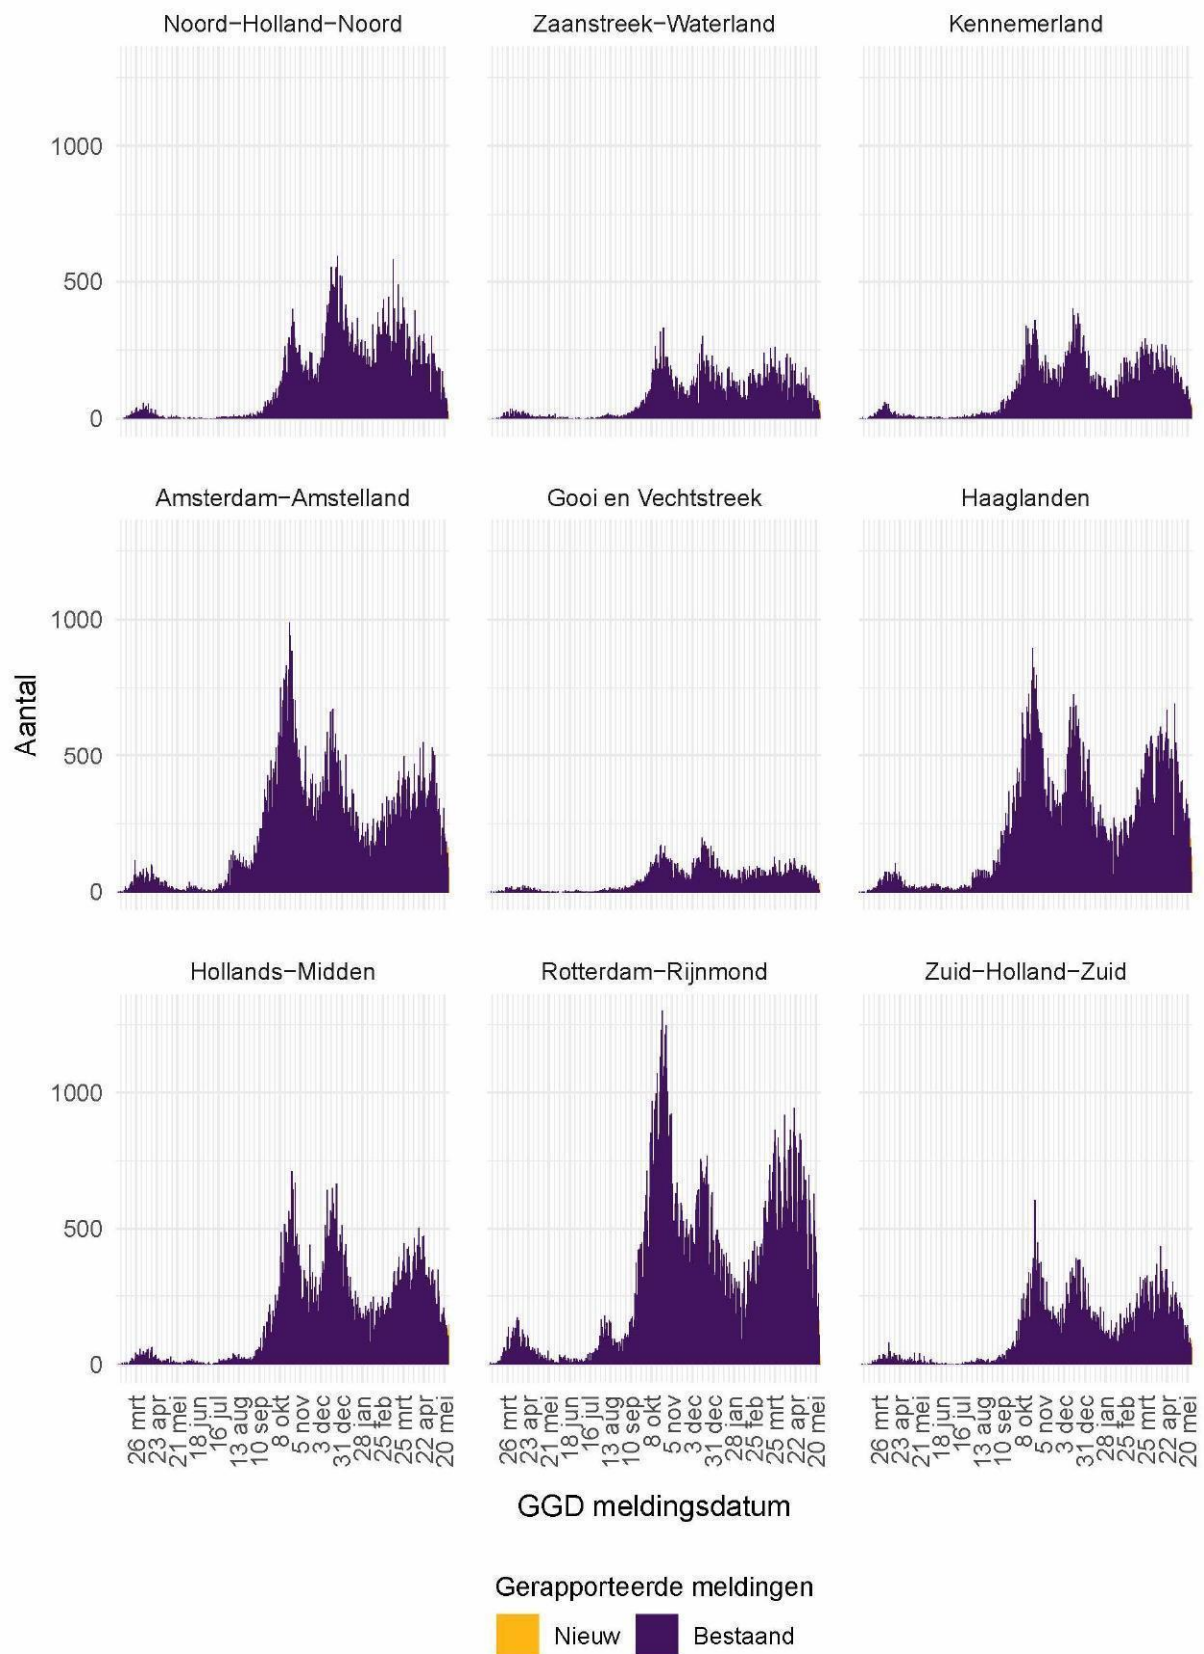 Noord-Holland-Noord Zaanstreek-Waterland Kennemerland
1000
500
0
Amsterdam-Amstelland Gooi en Vechtstreek Haaglanden
1000
500
0
Aantal
Hollands-Midden Rotterdam-Rijnmond Zuid-Holland-Zuid
1000
500
0
26 mrt 23 apr 21 mei 18 jun 16 jul 13 aug 10 sep 8 okt 5 nov 3 dec 31 dec 28 jan 25 feb 25 mrt 22 apr 20 mei
26 mrt 23 apr 21 mei 18 jun 16 jul 13 aug 10 sep 8 okt 5 nov 3 dec 31 dec 28 jan 25 feb 25 mrt 22 apr 20 mei
26 mrt 23 apr 21 mei 18 jun 16 jul 13 aug 10 sep 8 okt 5 nov 3 dec 31 dec 28 jan 25 feb 25 mrt 22 apr 20 mei
GGD meldingsdatum
Gerapporteerde meldingen
Nieuw Bestaand